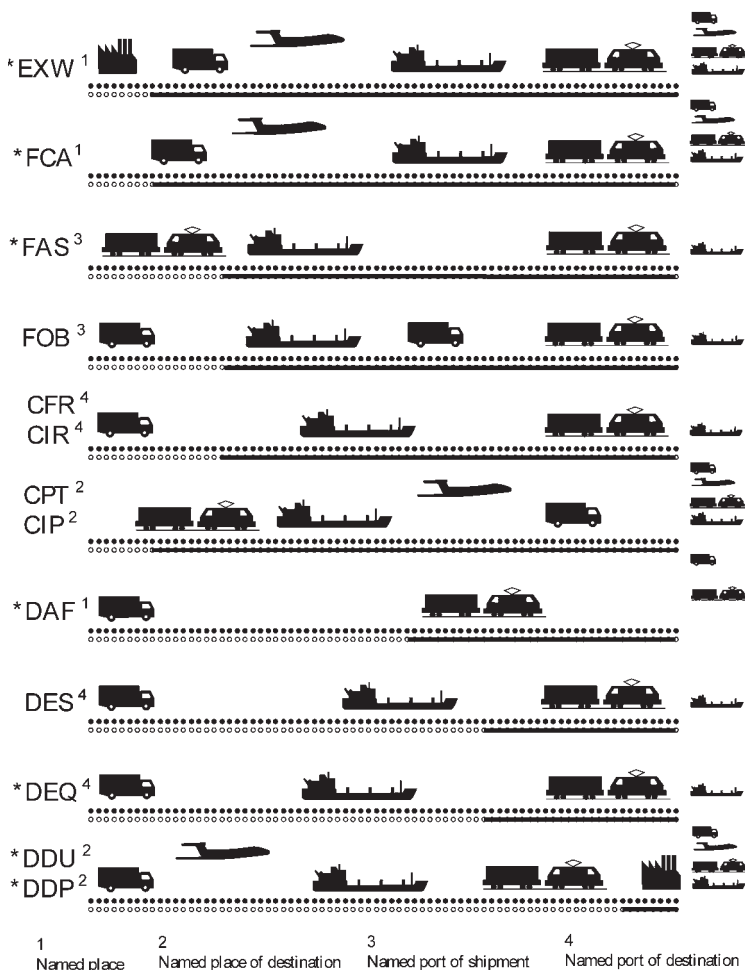 *EXW 1
*FCA 1
*FAS 3
FOB 3
CFR 4
CIR 4
CPT 2
CIP 2
*DAF 1
DES 4
*DEQ 4
*DDU 2
*DDP 2
1 2 3 4
Named place Named place of destination Named port of shipment Named port of destination